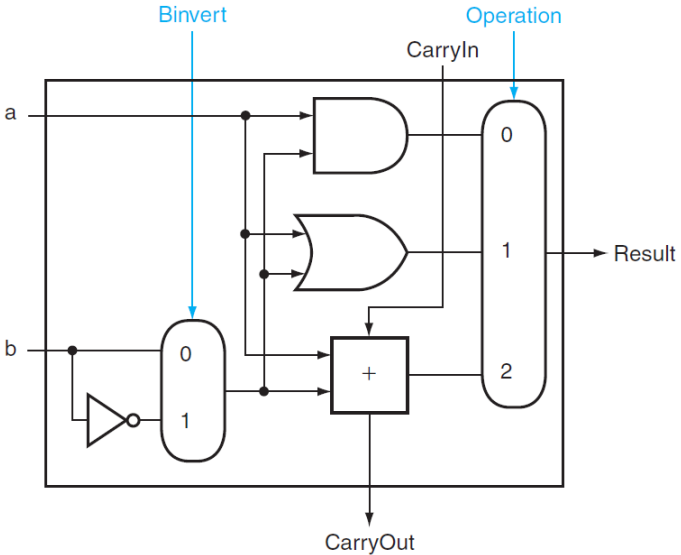 Binvert
Operation
CarryIn
a
0
1
Result
b
0
+
2
1
CarryOut